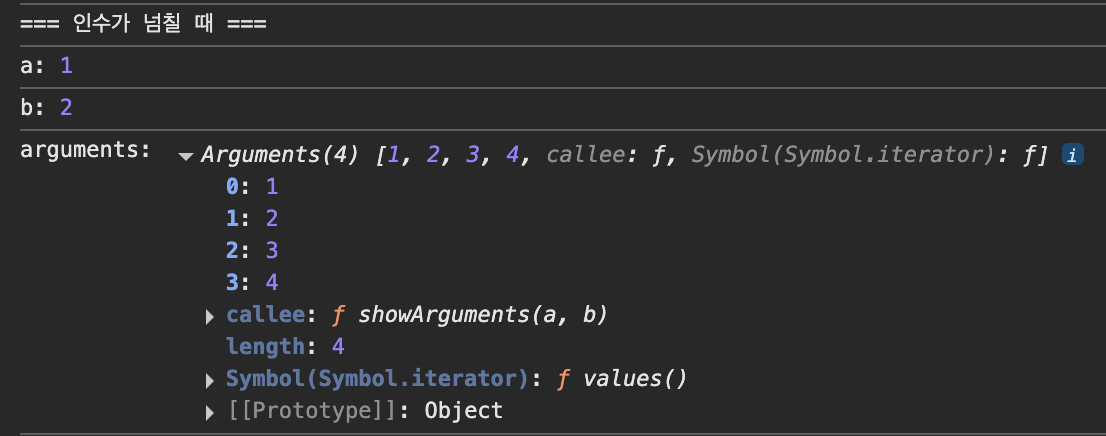 === 인수가 넘칠 때 ===
a: 1
b: 2
arguments: ▼ Arguments(4) [1, 2, 3, 4, callee: ƒ, Symbol(Symbol.iterator): ƒ] i
0: 1
1: 2
2: 3
3: 4
▶ callee: ƒ showArguments(a, b)
length: 4
▶ Symbol(Symbol.iterator): ƒ values()
▶ [[Prototype]]: Object